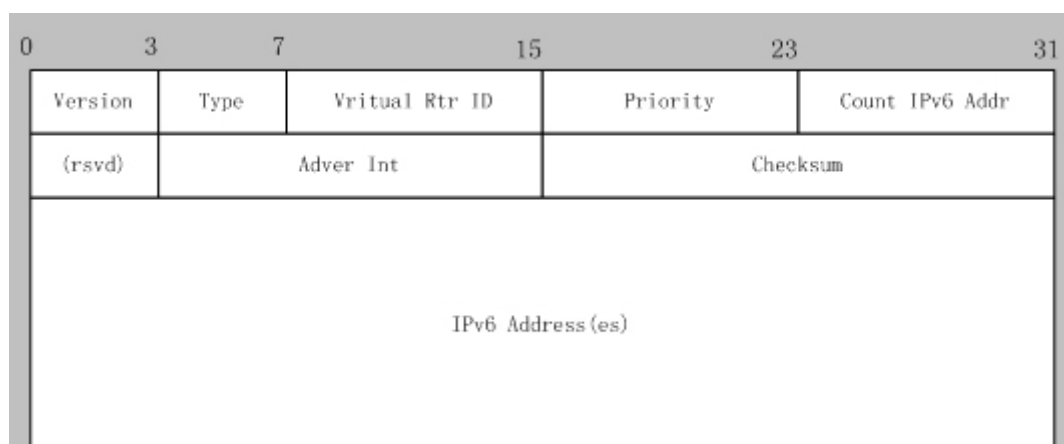 0 3 7 15 23 31
Version Type Vritual Rtr ID Priority Count IPv6 Addr
(rsvd) Adver Int Checksum
IPv6 Address(es)